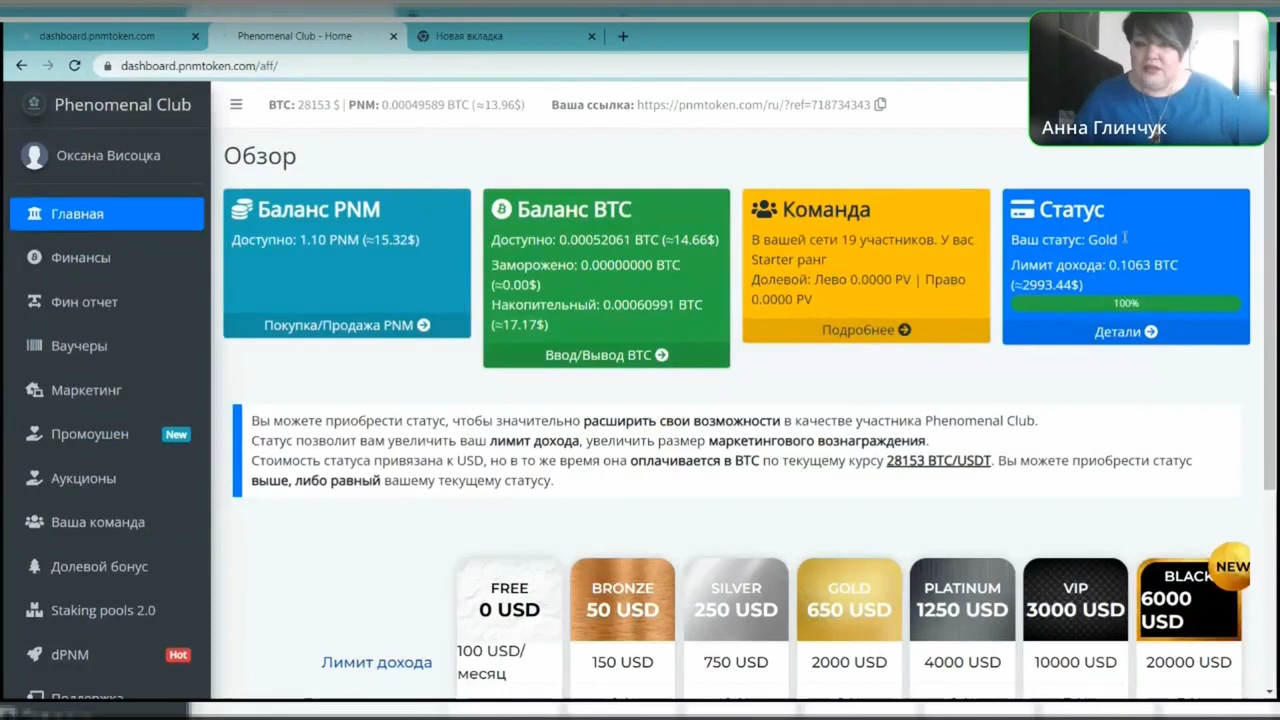 dashboard.pnmtoken.com
Phenomenal Club - Home
Новая вкладка
dashboard.pnmtoken.com/aff/
Анна Глинчук
Phenomenal Club
BTC: 28153 $ | PNM: 0.00049589 BTC (≈13.96$)
Ваша ссылка: https://pnmtoken.com/ru/?ref=718734343
Оксана Висоцка
Главная
Финансы
Фин отчет
Ваучеры
Маркетинг
Промоушен New
Аукционы
Ваша команда
Долевой бонус
Staking pools 2.0
dPNM Hot
Поддержка
Обзор
Баланс PNM
Доступно: 1.10 PNM (≈15.32$)
Покупка/Продажа PNM
Баланс BTC
Доступно: 0.00052061 BTC (≈14.66$)
Заморожено: 0.00000000 BTC
(≈0.00$)
Накопительный: 0.00060991 BTC
(≈17.17$)
Ввод/Вывод BTC
Команда
В вашей сети 19 участников. У вас
Starter ранг
Долевой: Лево 0.0000 PV | Право
0.0000 PV
Подробнее
Статус
Ваш статус: Gold
Лимит дохода: 0.1063 BTC
(≈2993.44$)
100%
Детали
Вы можете приобрести статус, чтобы значительно расширить свои возможности в качестве участника Phenomenal Club.
Статус позволит вам увеличить ваш лимит дохода, увеличить размер маркетингового вознаграждения.
Стоимость статуса привязана к USD, но в то же время она оплачивается в BTC по текущему курсу 28153 BTC/USDT. Вы можете приобрести статус
выше, либо равный вашему текущему статусу.
FREE
0 USD
BRONZE
50 USD
SILVER
250 USD
GOLD
650 USD
PLATINUM
1250 USD
VIP
3000 USD
NEW
BLACK
6000
USD
Лимит дохода
100 USD/
месяц
150 USD
750 USD
2000 USD
4000 USD
10000 USD
20000 USD